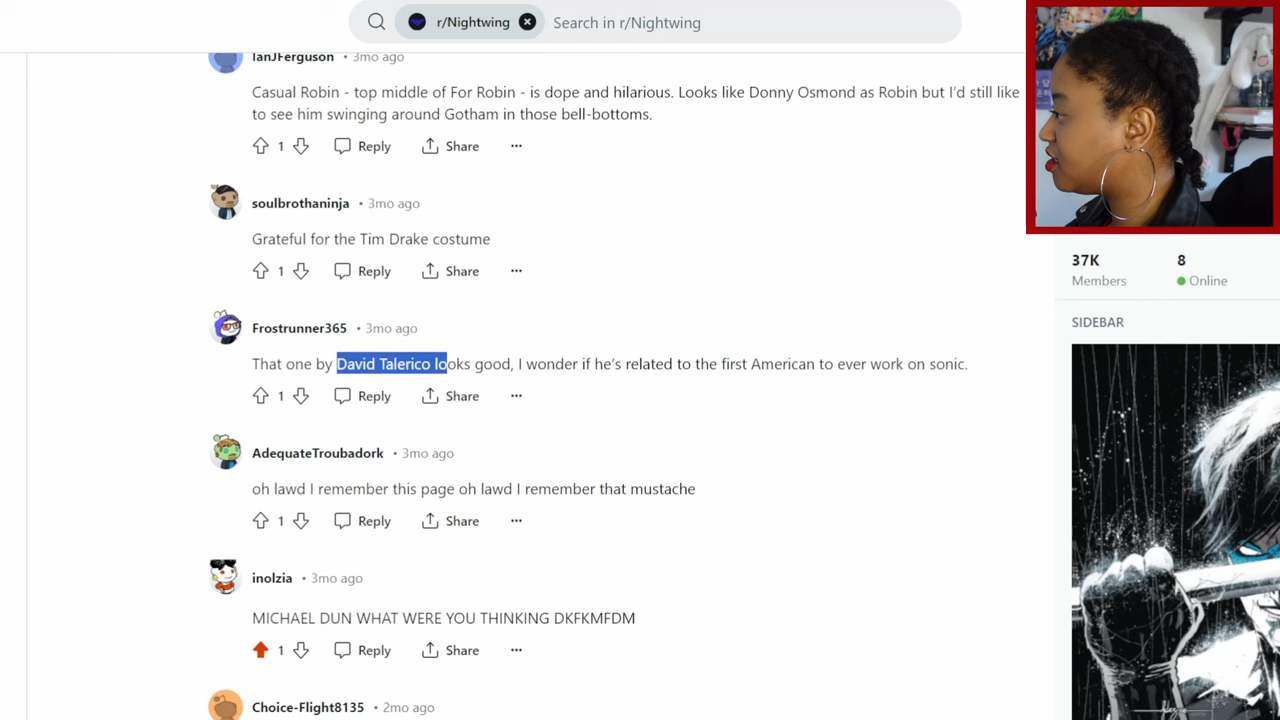 r/Nightwing
Search in r/Nightwing
IanJFerguson • 3mo ago
Casual Robin - top middle of For Robin - is dope and hilarious. Looks like Donny Osmond as Robin but I'd still like
to see him swinging around Gotham in those bell-bottoms.
1 Reply Share ···
soulbrothaninja • 3mo ago
Grateful for the Tim Drake costume
1 Reply Share ···
Frostrunner365 • 3mo ago
That one by David Talerico looks good, I wonder if he's related to the first American to ever work on sonic.
1 Reply Share ···
AdequateTroubadork • 3mo ago
oh lawd I remember this page oh lawd I remember that mustache
1 Reply Share ···
inolzia • 3mo ago
MICHAEL DUN WHAT WERE YOU THINKING DKFKMFDM
1 Reply Share ···
Choice-Flight8135 • 2mo ago
37K 8
Members Online
SIDEBAR